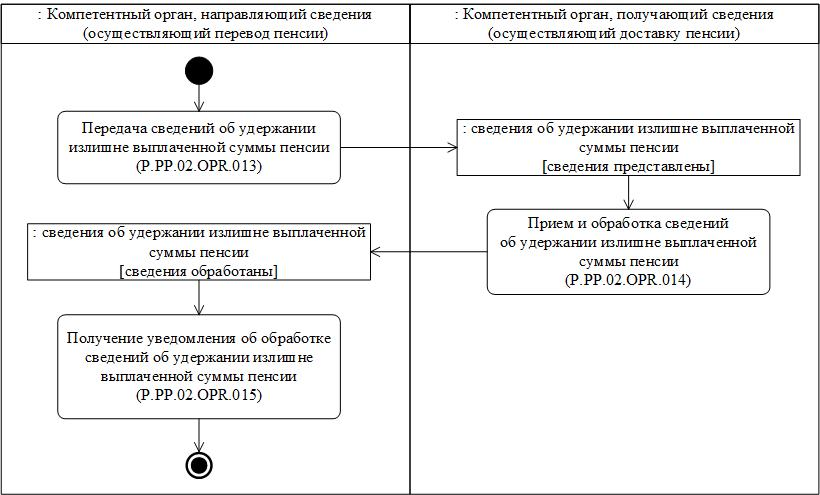 : Компетентный орган, направляющий сведения
(осуществляющий перевод пенсии)
: Компетентный орган, получающий сведения
(осуществляющий доставку пенсии)
Передача сведений об удержании
излишне выплаченной суммы пенсии
(P.PP.02.OPR.013)
: сведения об удержании излишне выплаченной
суммы пенсии
[сведения представлены]
Прием и обработка сведений
об удержании излишне выплаченной
суммы пенсии
(P.PP.02.OPR.014)
: сведения об удержании излишне выплаченной
суммы пенсии
[сведения обработаны]
Получение уведомления об обработке
сведений об удержании излишне
выплаченной суммы пенсии
(P.PP.02.OPR.015)